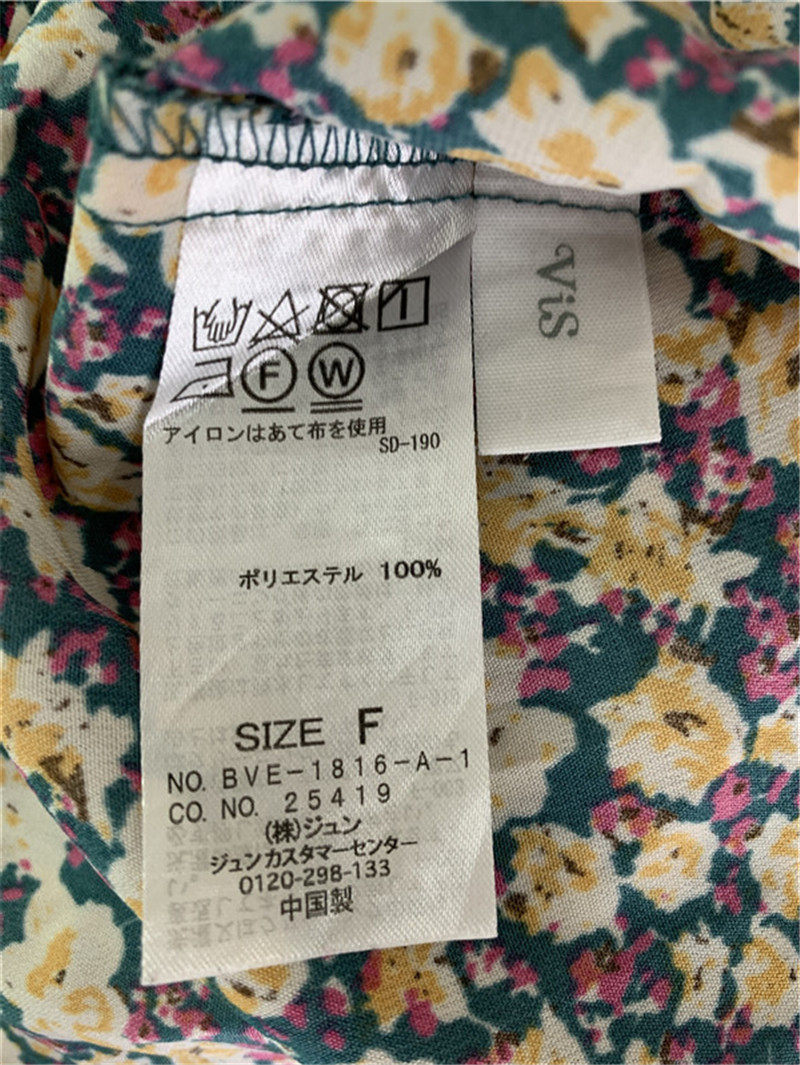 ViS
F
W
アイロンはあて布を使用
SD-190
ポリエステル 100%
SIZE F
NO. BVE-1816-A-1
CO. NO. 25419
(株)ジュン
ジュンカスタマーセンター
0120-298-133
中国製